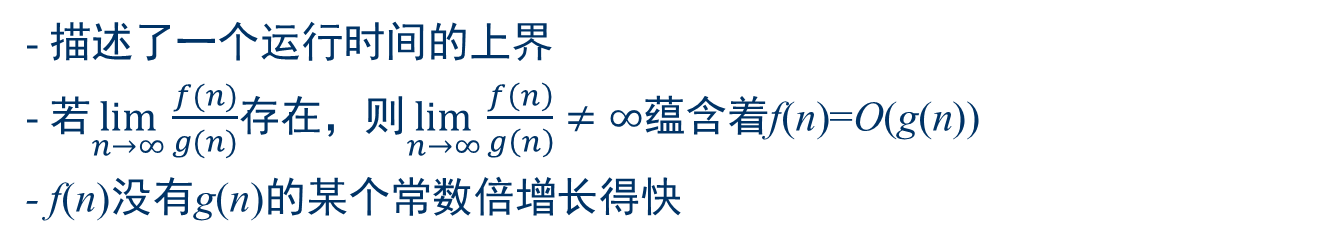 - 描述了一个运行时间的上界
- 若 lim_{n→∞} f(n)/g(n) 存在，则 lim_{n→∞} f(n)/g(n) ≠ ∞蕴含着f(n)=O(g(n))
- f(n)没有g(n)的某个常数倍增长得快